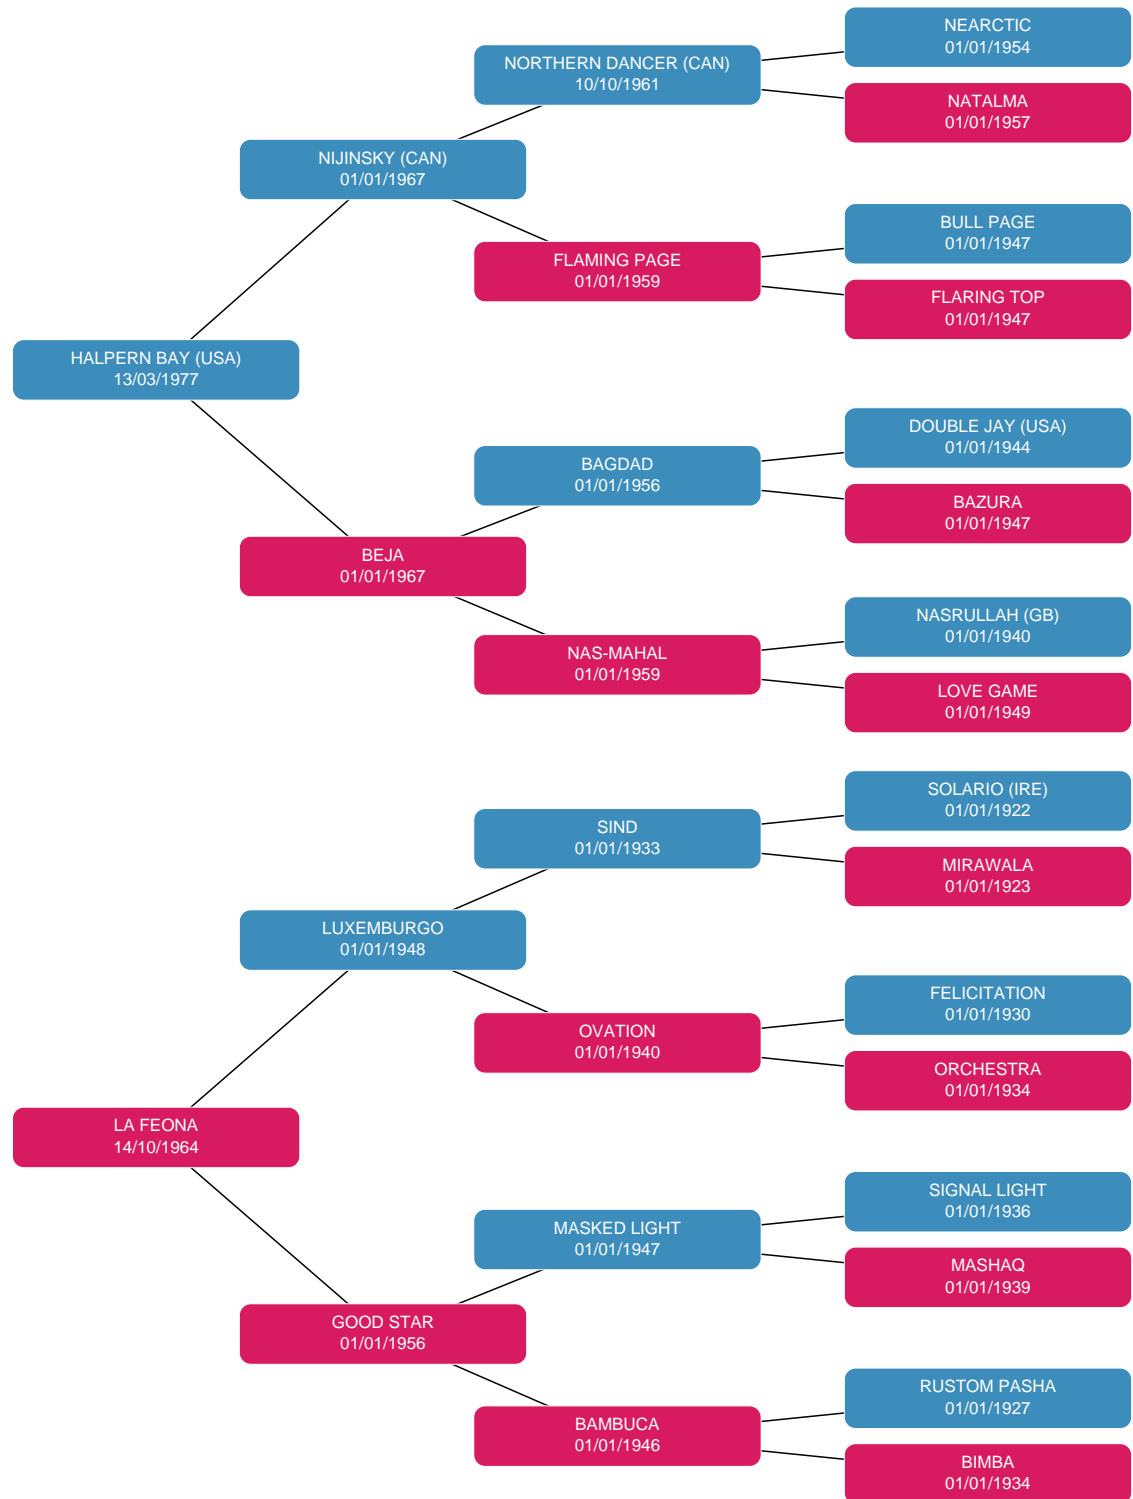 NEARCTIC
01/01/1954
NORTHERN DANCER (CAN)
10/10/1961
NATALMA
01/01/1957
NIJINSKY (CAN)
01/01/1967
BULL PAGE
01/01/1947
FLAMING PAGE
01/01/1959
FLARING TOP
01/01/1947
HALPERN BAY (USA)
13/03/1977
DOUBLE JAY (USA)
01/01/1944
BAGDAD
01/01/1956
BAZURA
01/01/1947
BEJA
01/01/1967
NASRULLAH (GB)
01/01/1940
NAS-MAHAL
01/01/1959
LOVE GAME
01/01/1949
SOLARIO (IRE)
01/01/1922
SIND
01/01/1933
MIRAWALA
01/01/1923
LUXEMBURGO
01/01/1948
FELICITATION
01/01/1930
OVATION
01/01/1940
ORCHESTRA
01/01/1934
LA FEONA
14/10/1964
SIGNAL LIGHT
01/01/1936
MASKED LIGHT
01/01/1947
MASHAQ
01/01/1939
GOOD STAR
01/01/1956
RUSTOM PASHA
01/01/1927
BAMBUCA
01/01/1946
BIMBA
01/01/1934